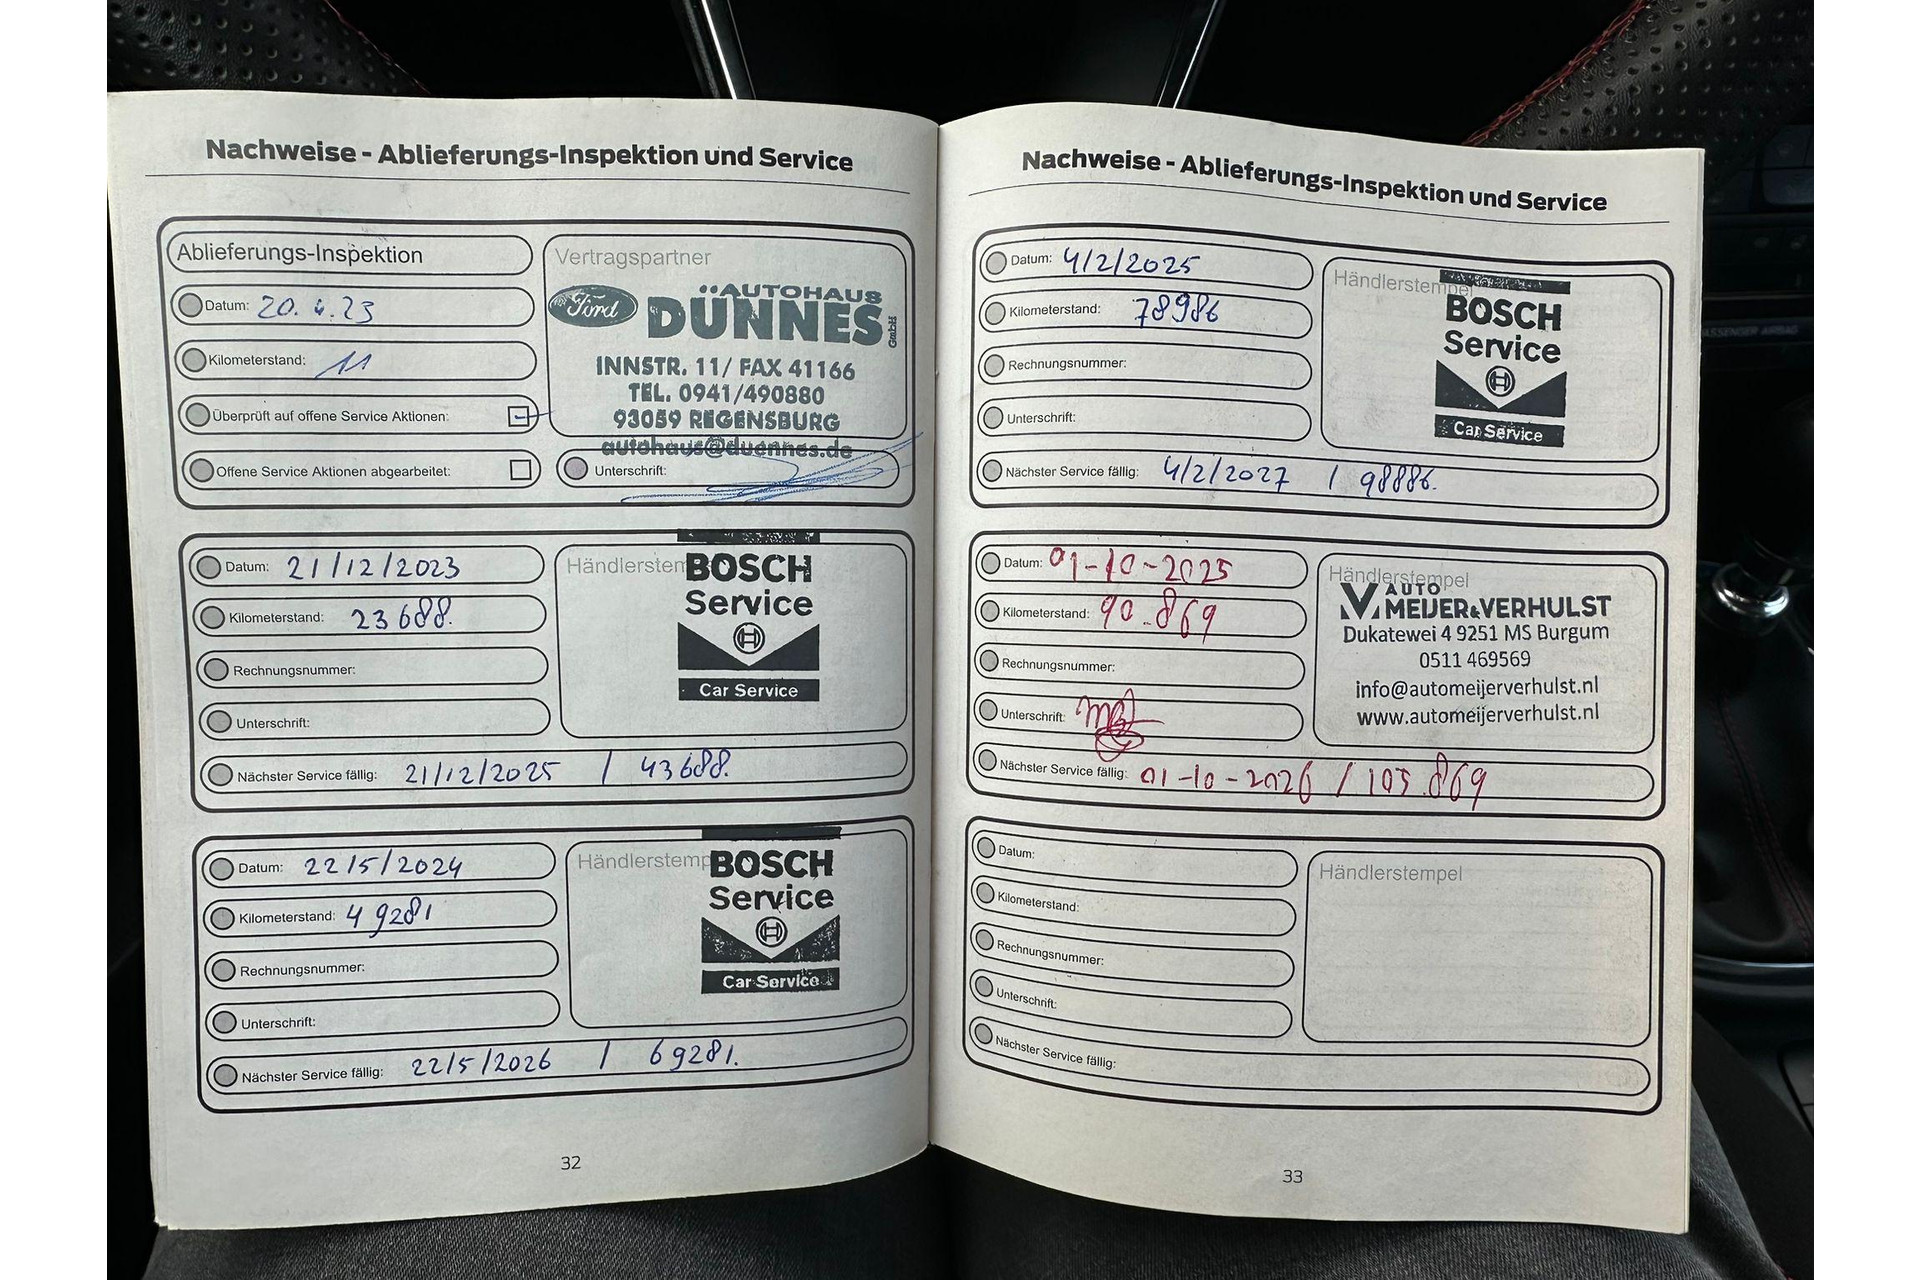 Nachweise - Ablieferungs-Inspektion und Service
Ablieferungs-Inspektion
Datum: 20. 4. 23
Kilometerstand: 11
Überprüft auf offene Service Aktionen:
Offene Service Aktionen abgearbeitet:
Vertragspartner
Ford
AUTOHAUS
DÜNNES GmbH
INNSTR. 11/ FAX 41166
TEL. 0941/490880
93059 REGENSBURG
autohaus@duennes.de
Unterschrift:
Datum: 21/12/2023
Kilometerstand: 23688.
Rechnungsnummer:
Unterschrift:
Nächster Service fällig: 21/12/2025 / 43688.
Händlerstem
BOSCH
Service
Car Service
Datum: 22/5/2024
Kilometerstand: 49281
Rechnungsnummer:
Unterschrift:
Nächster Service fällig: 22/5/2026 / 69281.
Händlerstemp
BOSCH
Service
Car Service
32
Nachweise - Ablieferungs-Inspektion und Service
Datum: 4/2/2025
Kilometerstand: 78986
Rechnungsnummer:
Unterschrift:
Nächster Service fällig: 4/2/2027 / 98886.
Händlerstempel
BOSCH
Service
Car Service
Datum: 01-10-2025
Kilometerstand: 90.869
Rechnungsnummer:
Unterschrift:
Nächster Service fällig: 01-10-2026 / 105.869
Händlerstempel
AUTO
MEIJER&VERHULST
Dukatewei 4 9251 MS Burgum
0511 469569
info@automeijerverhulst.nl
www.automeijerverhulst.nl
Datum:
Kilometerstand:
Rechnungsnummer:
Unterschrift:
Nächster Service fällig:
Händlerstempel
33